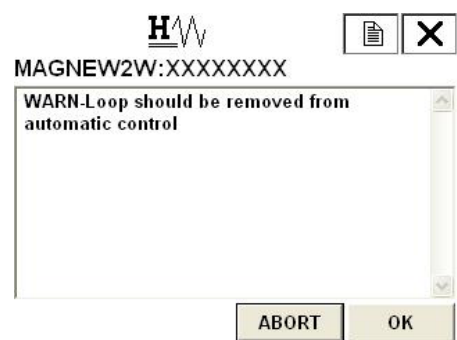 H
MAGNEW2W:XXXXXXXX
WARN-Loop should be removed from
automatic control
ABORT OK